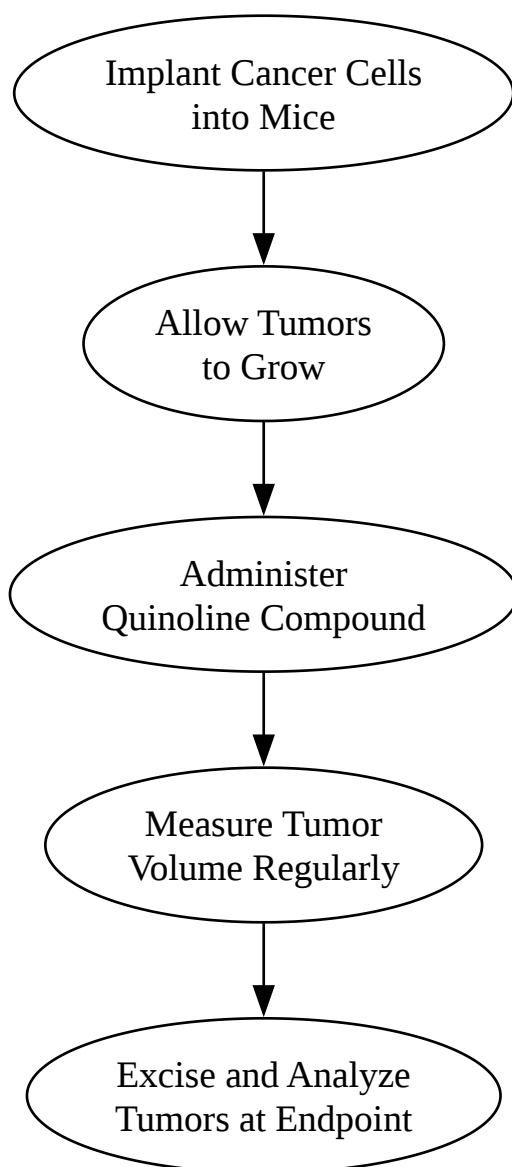 Implant Cancer Cells
into Mice
Allow Tumors
to Grow
Administer
Quinoline Compound
Measure Tumor
Volume Regularly
Excise and Analyze
Tumors at Endpoint